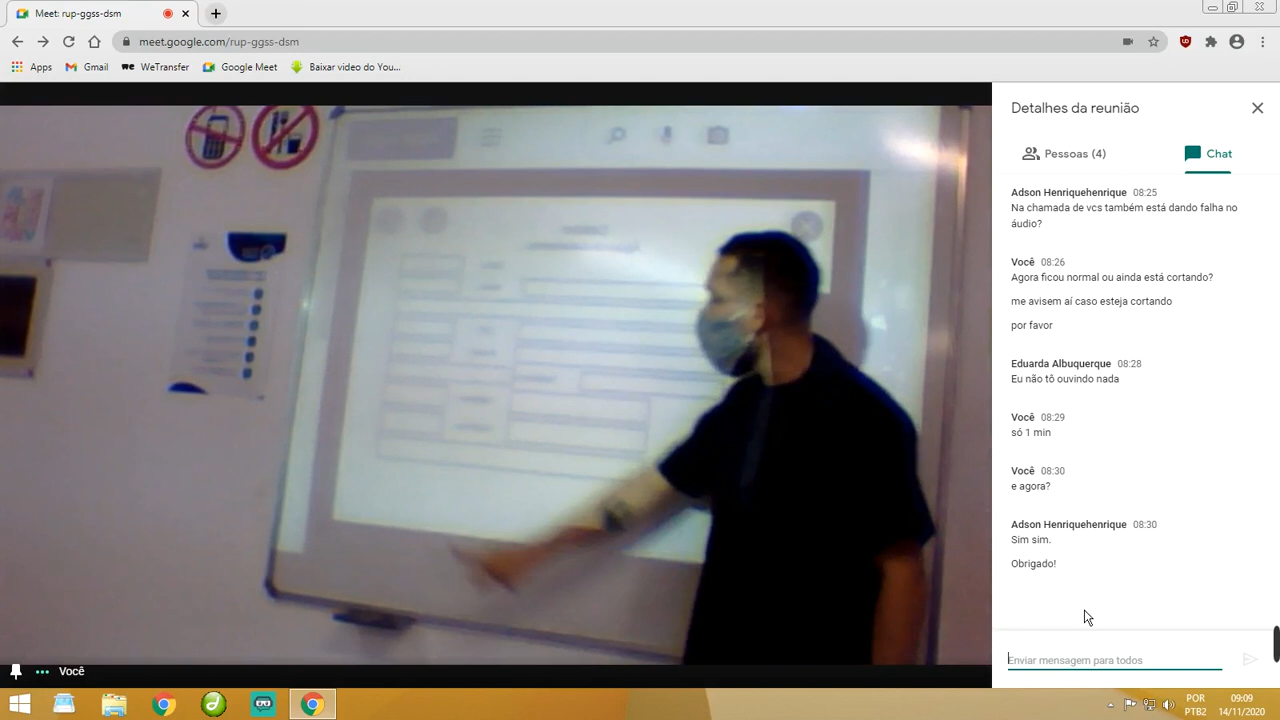 Meet: rup-ggss-dsm
meet.google.com/rup-ggss-dsm
Apps
Gmail
WeTransfer
Google Meet
Baixar video do You...
Detalhes da reunião
Pessoas (4)
Chat
Adson Henriquehenrique 08:25
Na chamada de vcs também está dando falha no
áudio?
Você 08:26
Agora ficou normal ou ainda está cortando?
me avisem aí caso esteja cortando
por favor
Eduarda Albuquerque 08:28
Eu não tô ouvindo nada
Você 08:29
só 1 min
Você 08:30
e agora?
Adson Henriquehenrique 08:30
Sim sim.
Obrigado!
Enviar mensagem para todos
Você
POR
PTB2
09:09
14/11/2020